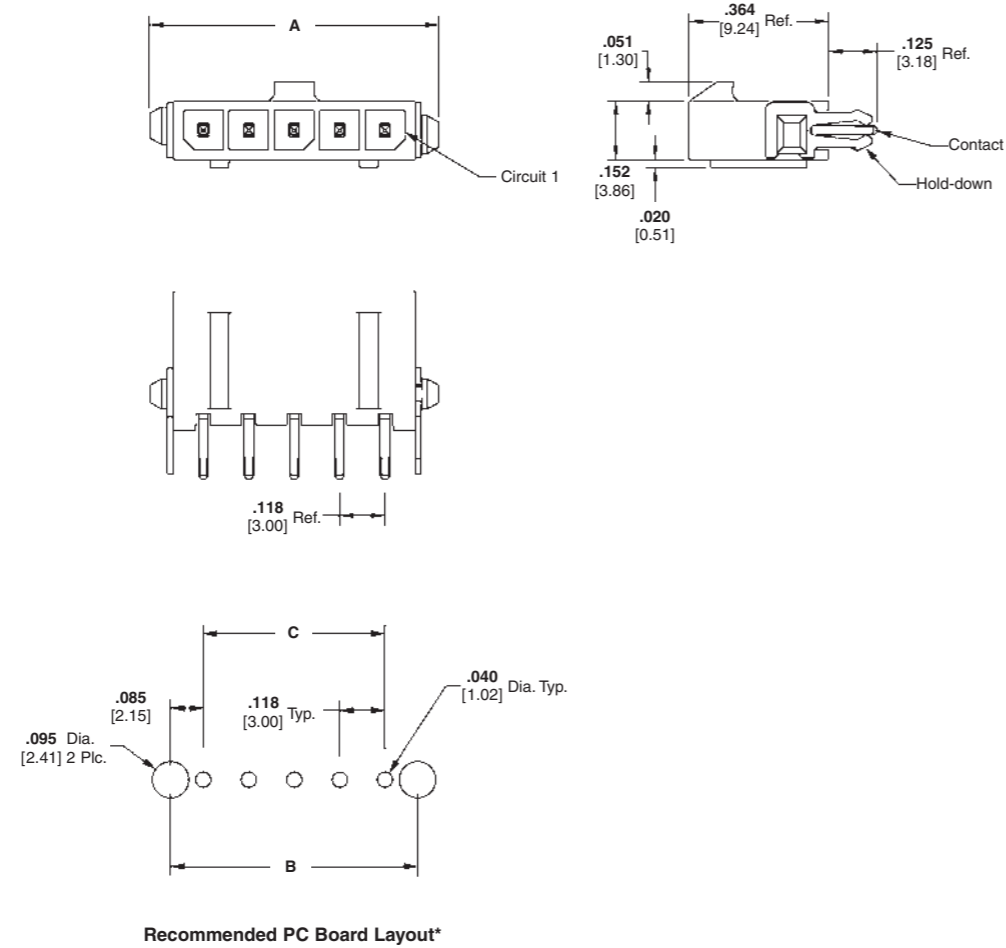 A
.364
[9.24] Ref.
.051
[1.30]
.125
[3.18] Ref.
Circuit 1
.152
[3.86]
.020
[0.51]
Contact
Hold-down
.118
[3.00] Ref.
C
.085
[2.15]
.118
[3.00] Typ.
.040
[1.02] Dia. Typ.
.095 Dia.
[2.41] 2 Plc.
B
Recommended PC Board Layout*